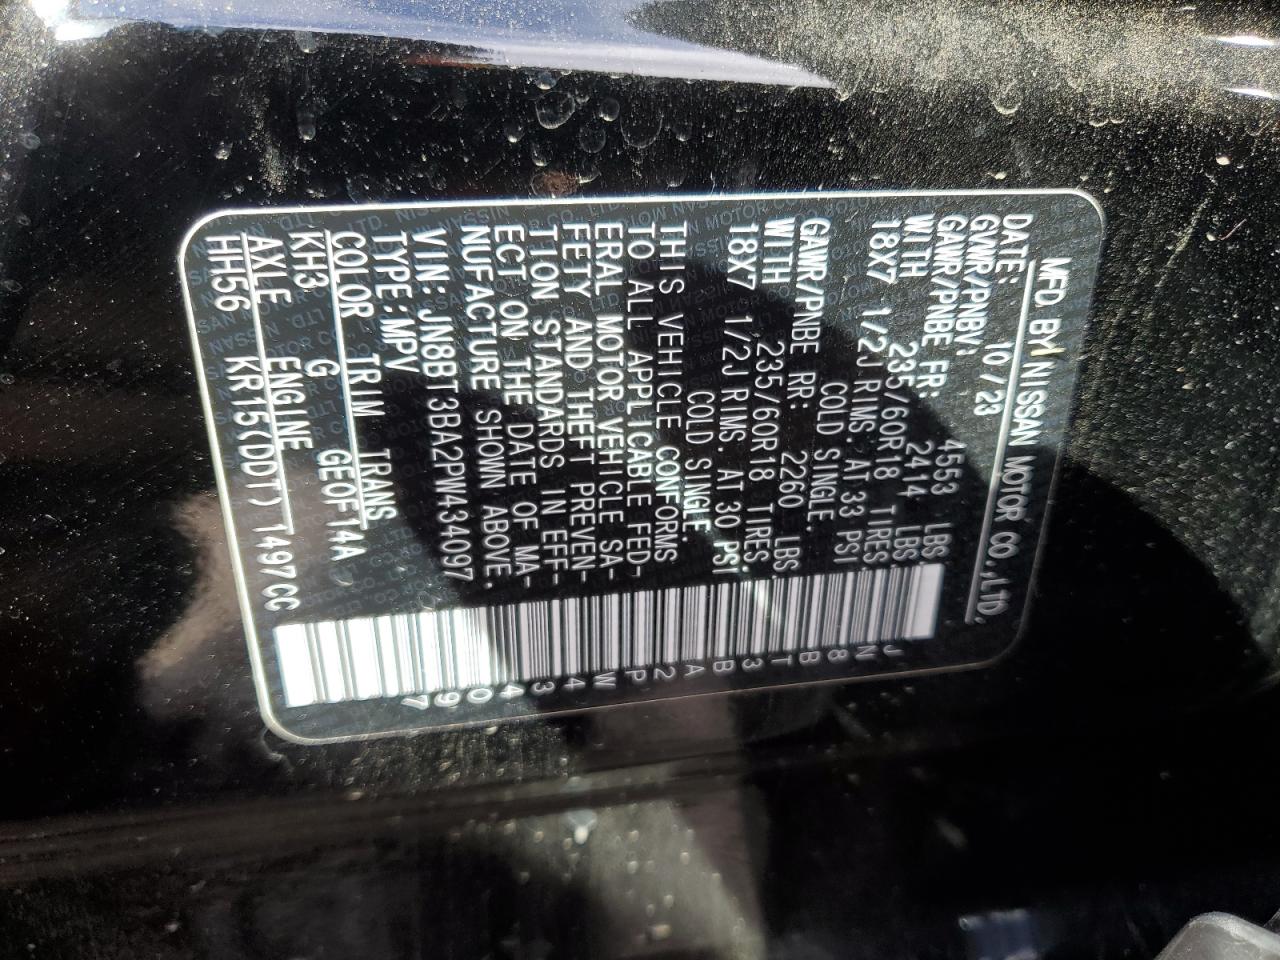 MFD BY NISSAN MOTOR CO.,LTD.
DATE: 10/23
GVWR/PNBV: 4553 LBS.
GAWR/PNBE FR: 2414 LBS.
WITH 235/60R18 TIRES.
18X7 1/2J RIMS. AT 33 PSI
COLD SINGLE.
GAWR/PNBE RR: 2260 LBS.
WITH 235/60R18 TIRES.
18X7 1/2J RIMS. AT 30 PSI
COLD SINGLE.
THIS VEHICLE CONFORMS
TO ALL APPLICABLE FED-
ERAL MOTOR VEHICLE SA-
FETY AND THEFT PREVEN-
TION STANDARDS IN EFF-
ECT ON THE DATE OF MA-
NUFACTURE SHOWN ABOVE.
VIN: JN8BT3BA2PW434097
TYPE:MPV
COLOR TRIM TRANS
KH3 G GE0F14A
AXLE ENGINE
HH56 KR15(DDT) 1497CC
JN8BT3BA2PW434097